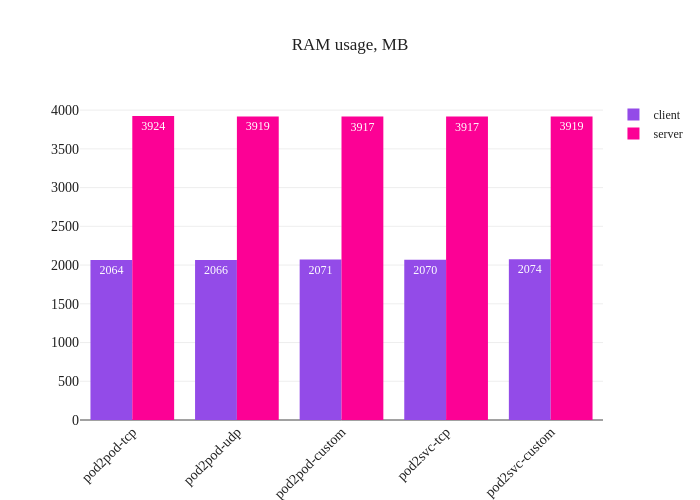 RAM usage, MB
4000
3500
3000
2500
2000
1500
1000
500
0
client
server
2064
3924
2066
3919
2071
3917
2070
3917
2074
3919
pod2pod-tcp
pod2pod-udp
pod2pod-custom
pod2svc-tcp
pod2svc-custom